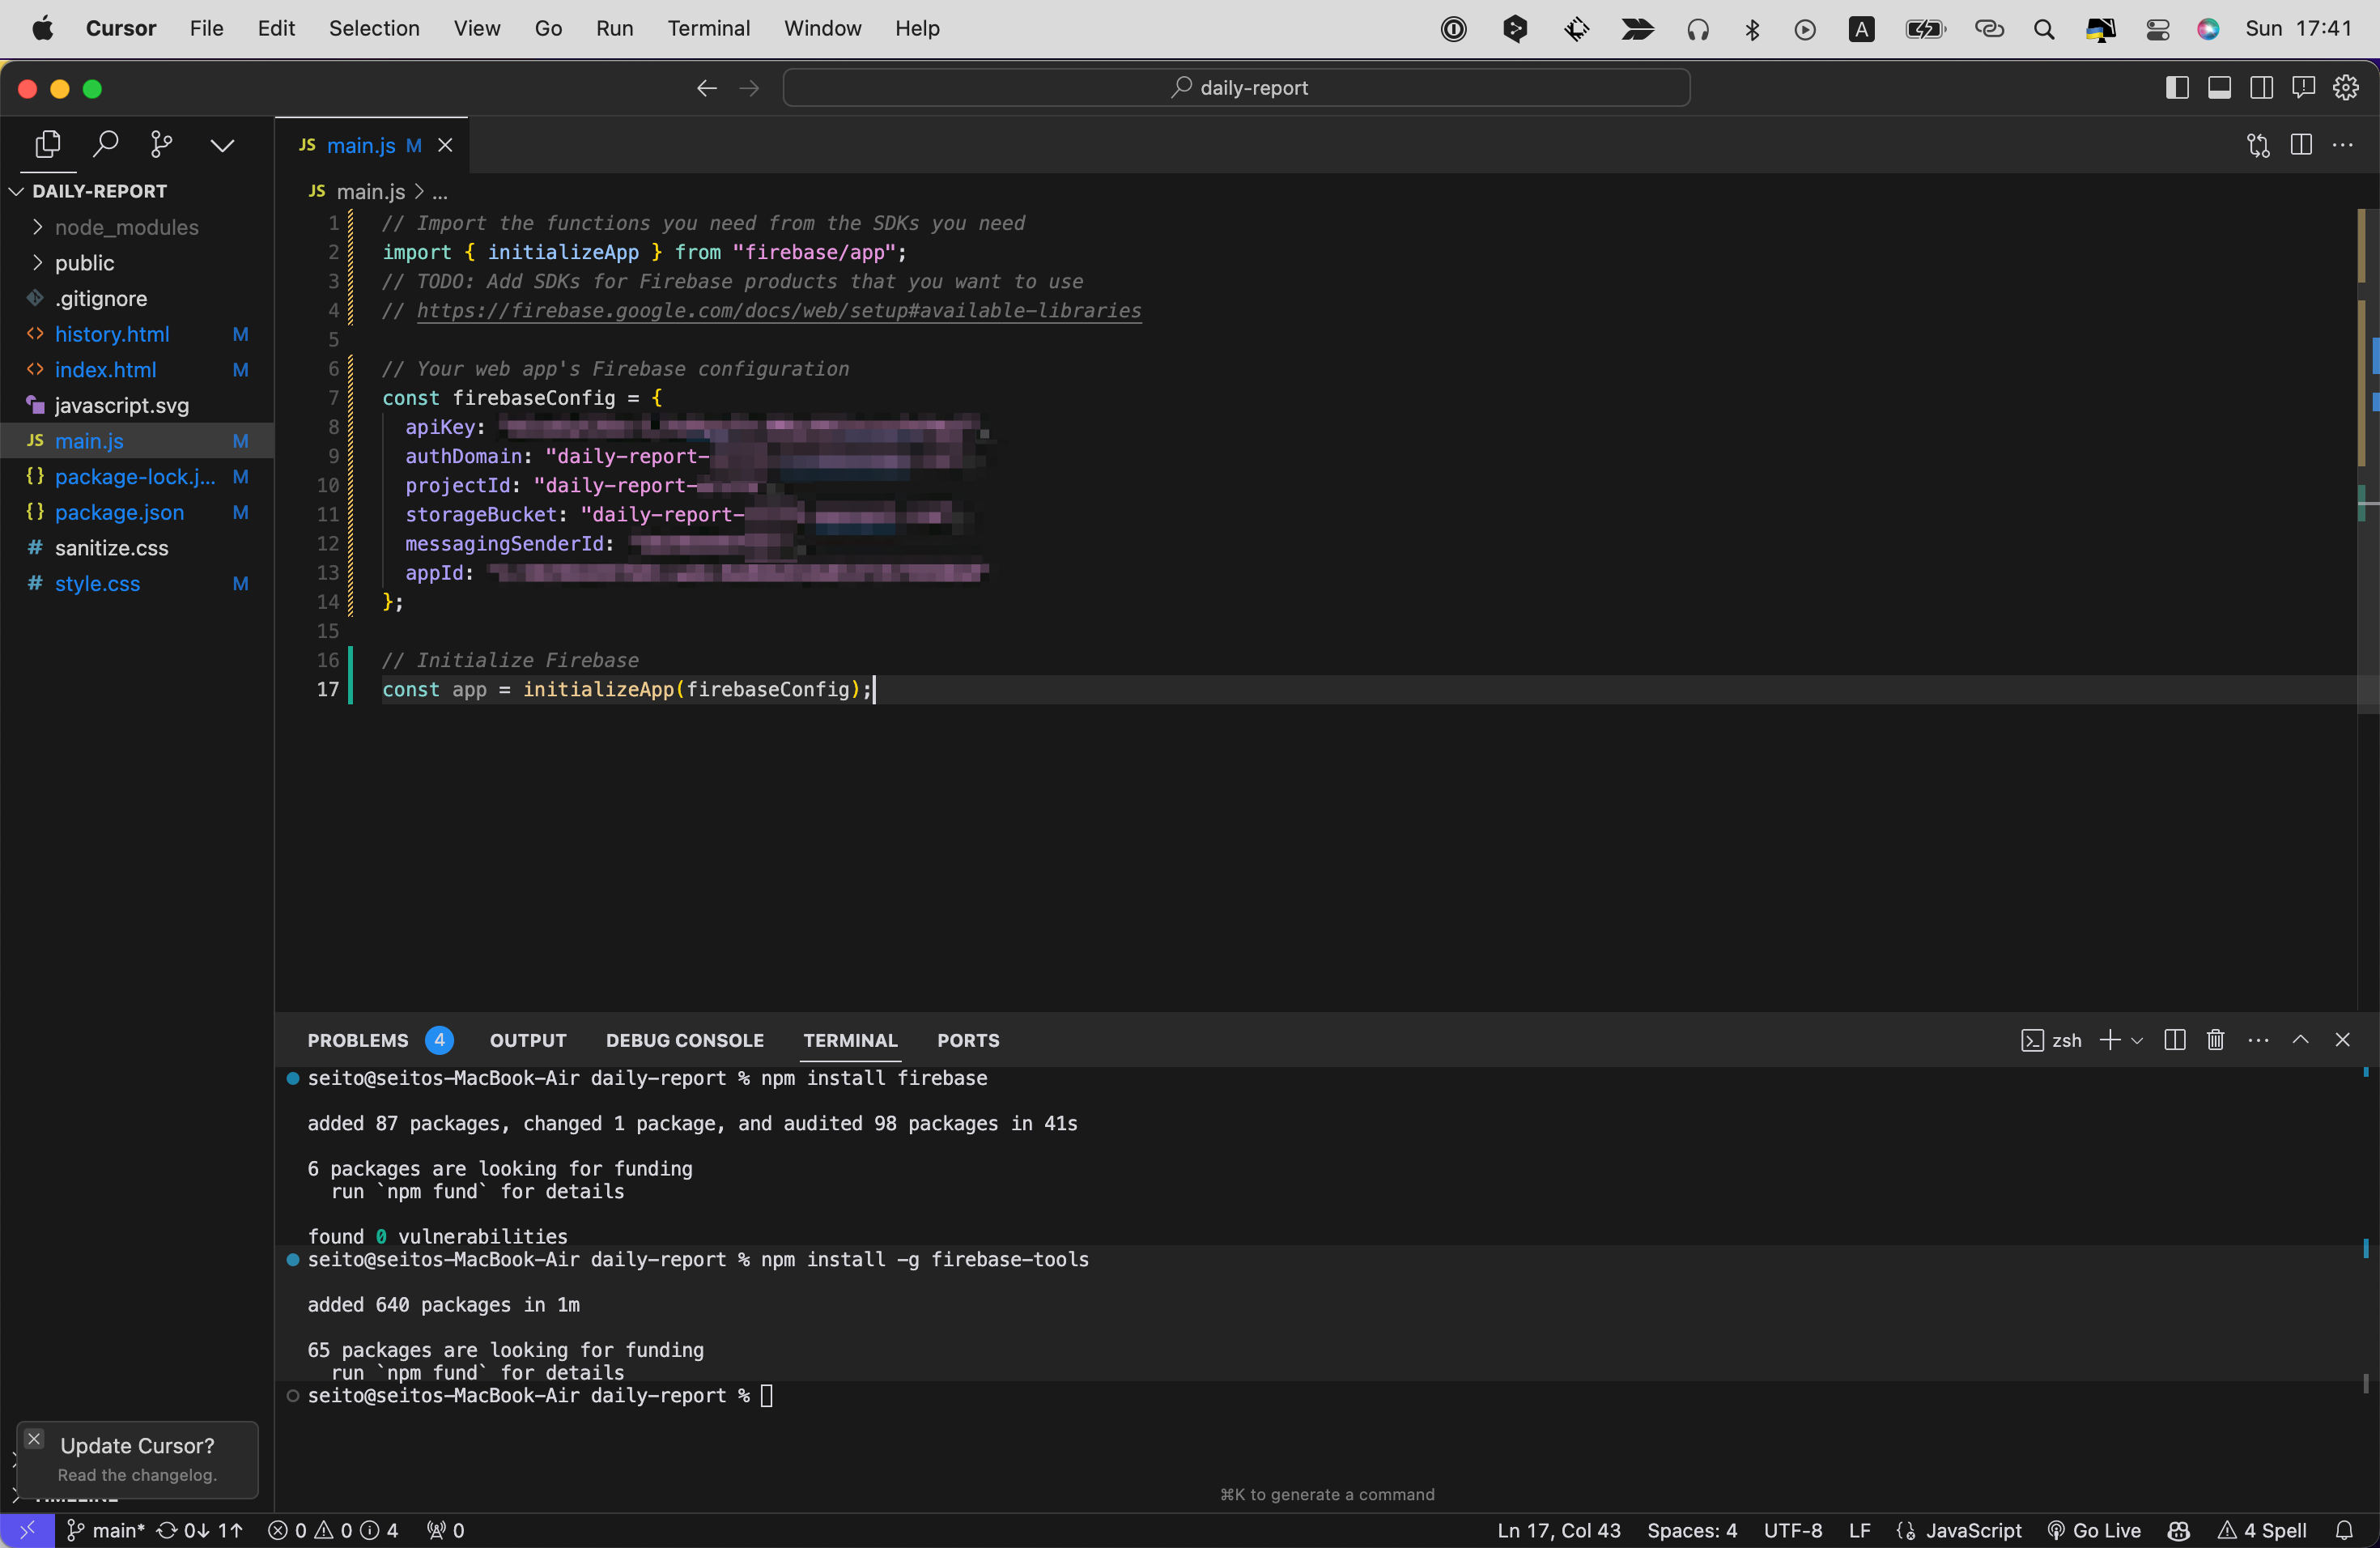 Cursor File Edit Selection View Go Run Terminal Window Help A Sun 17:41
daily-report
JS main.js M
DAILY-REPORT
JS main.js > ...
node_modules
public
.gitignore
<> history.html M
<> index.html M
javascript.svg
JS main.js M
{} package-lock.j... M
{} package.json M
# sanitize.css
# style.css M
1 // Import the functions you need from the SDKs you need
2 import { initializeApp } from "firebase/app";
3 // TODO: Add SDKs for Firebase products that you want to use
4 // https://firebase.google.com/docs/web/setup#available-libraries
5
6 // Your web app's Firebase configuration
7 const firebaseConfig = {
8 apiKey:
9 authDomain: "daily-report-
10 projectId: "daily-report-
11 storageBucket: "daily-report-
12 messagingSenderId:
13 appId:
14 };
15
16 // Initialize Firebase
17 const app = initializeApp(firebaseConfig);
PROBLEMS 4 OUTPUT DEBUG CONSOLE TERMINAL PORTS zsh
seito@seitos-MacBook-Air daily-report % npm install firebase
added 87 packages, changed 1 package, and audited 98 packages in 41s
6 packages are looking for funding
run `npm fund` for details
found 0 vulnerabilities
seito@seitos-MacBook-Air daily-report % npm install -g firebase-tools
added 640 packages in 1m
65 packages are looking for funding
run `npm fund` for details
seito@seitos-MacBook-Air daily-report %
Update Cursor?
Read the changelog.
⌘K to generate a command
main* 0↓ 1↑ 0 0 4 0 Ln 17, Col 43 Spaces: 4 UTF-8 LF JavaScript Go Live 4 Spell